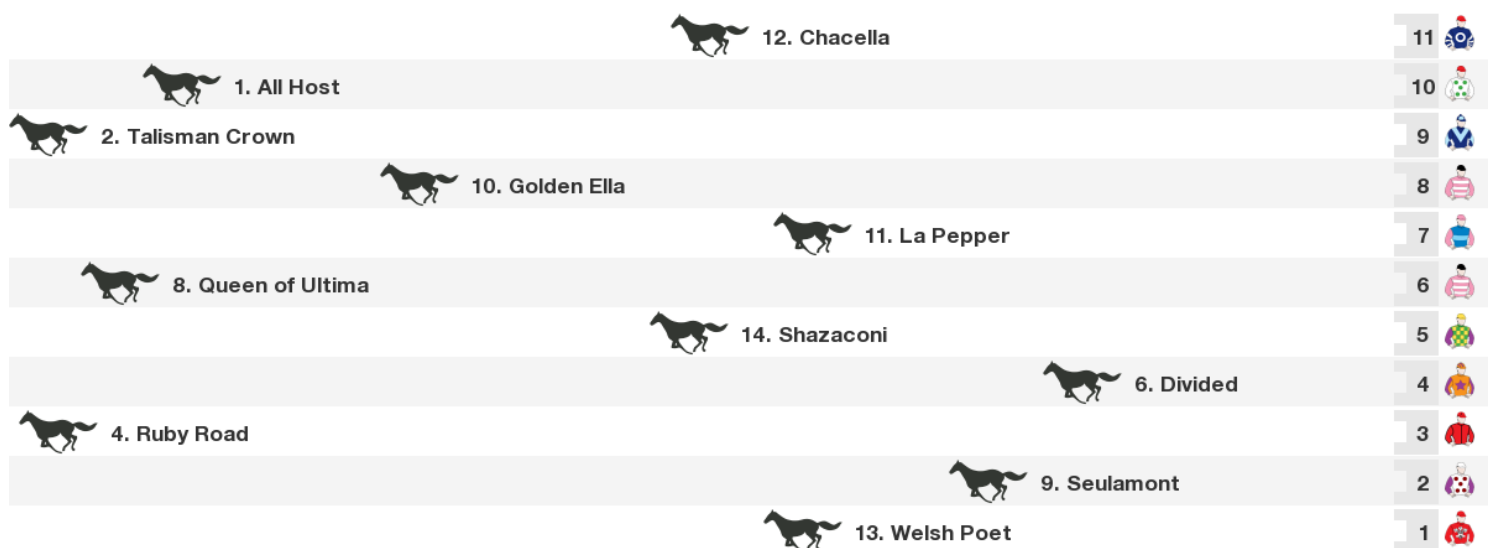 12. Chacella 11
1. All Host 10
2. Talisman Crown 9
10. Golden Ella 8
11. La Pepper 7
8. Queen of Ultima 6
14. Shazaconi 5
6. Divided 4
4. Ruby Road 3
9. Seulamont 2
13. Welsh Poet 1